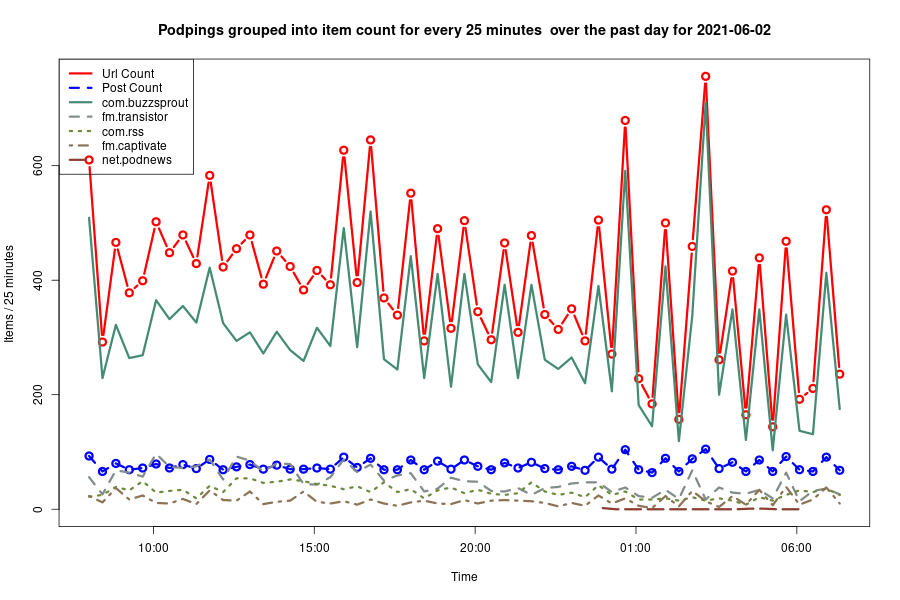 Podpings grouped into item count for every 25 minutes  over the past day for 2021-06-02
Url Count
Post Count
com.buzzsprout
fm.transistor
com.rss
fm.captivate
net.podnews
Items / 25 minutes
600
400
200
0
10:00
15:00
20:00
01:00
06:00
Time